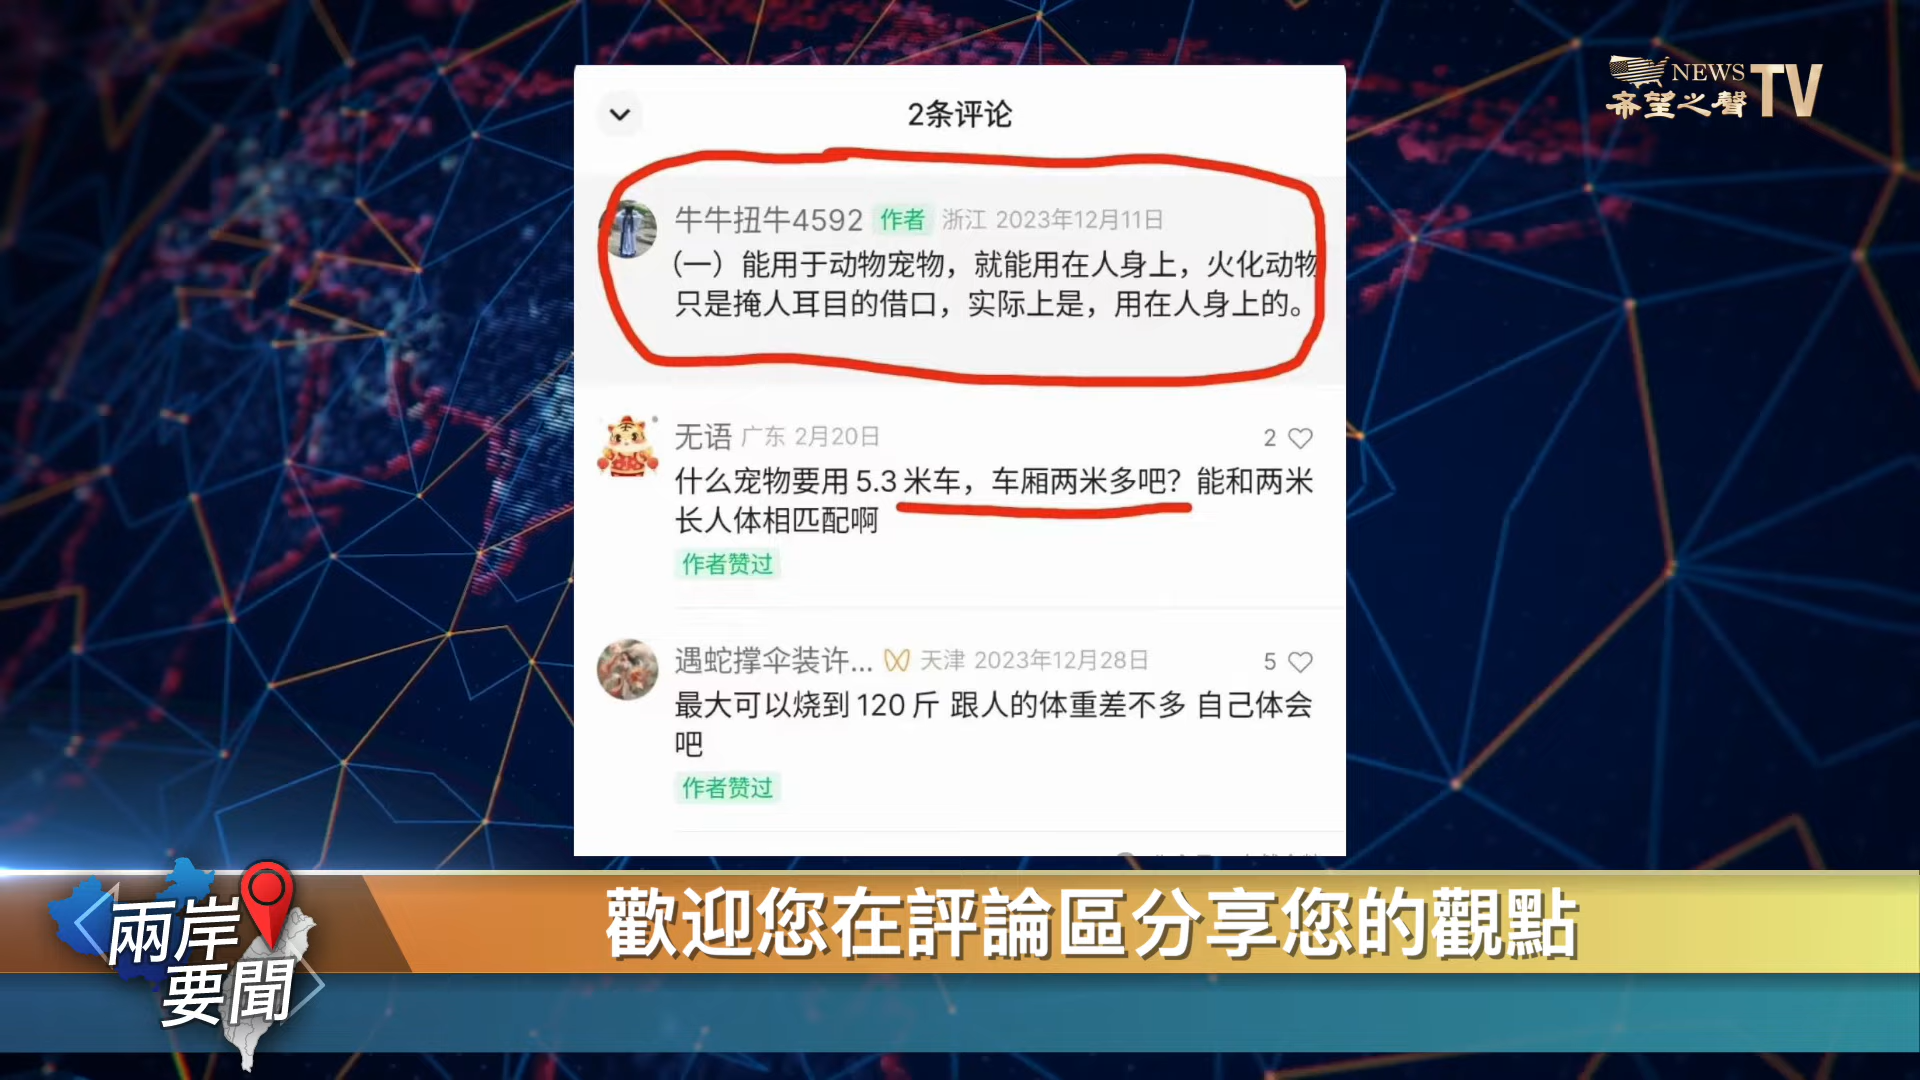 NEWS
希望之聲TV
2条评论
牛牛扭牛4592 作者 浙江 2023年12月11日
（一）能用于动物宠物，就能用在人身上，火化动物
只是掩人耳目的借口，实际上是，用在人身上的。
无语 广东 2月20日 2
什么宠物要用 5.3 米车，车厢两米多吧？能和两米
长人体相匹配啊
作者赞过
遇蛇撑伞装许... 天津 2023年12月28日 5
最大可以烧到 120 斤 跟人的体重差不多 自己体会
吧
作者赞过
歡迎您在評論區分享您的觀點
兩岸
要聞